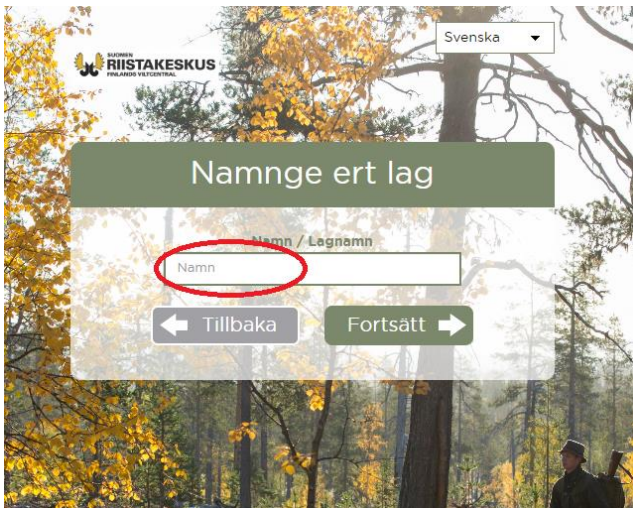 Svenska
SUOMEN
RIISTAKESKUS
FINLANDS VILTCENTRAL
Namnge ert lag
Namn / Lagnamn
Namn
Tillbaka
Fortsätt